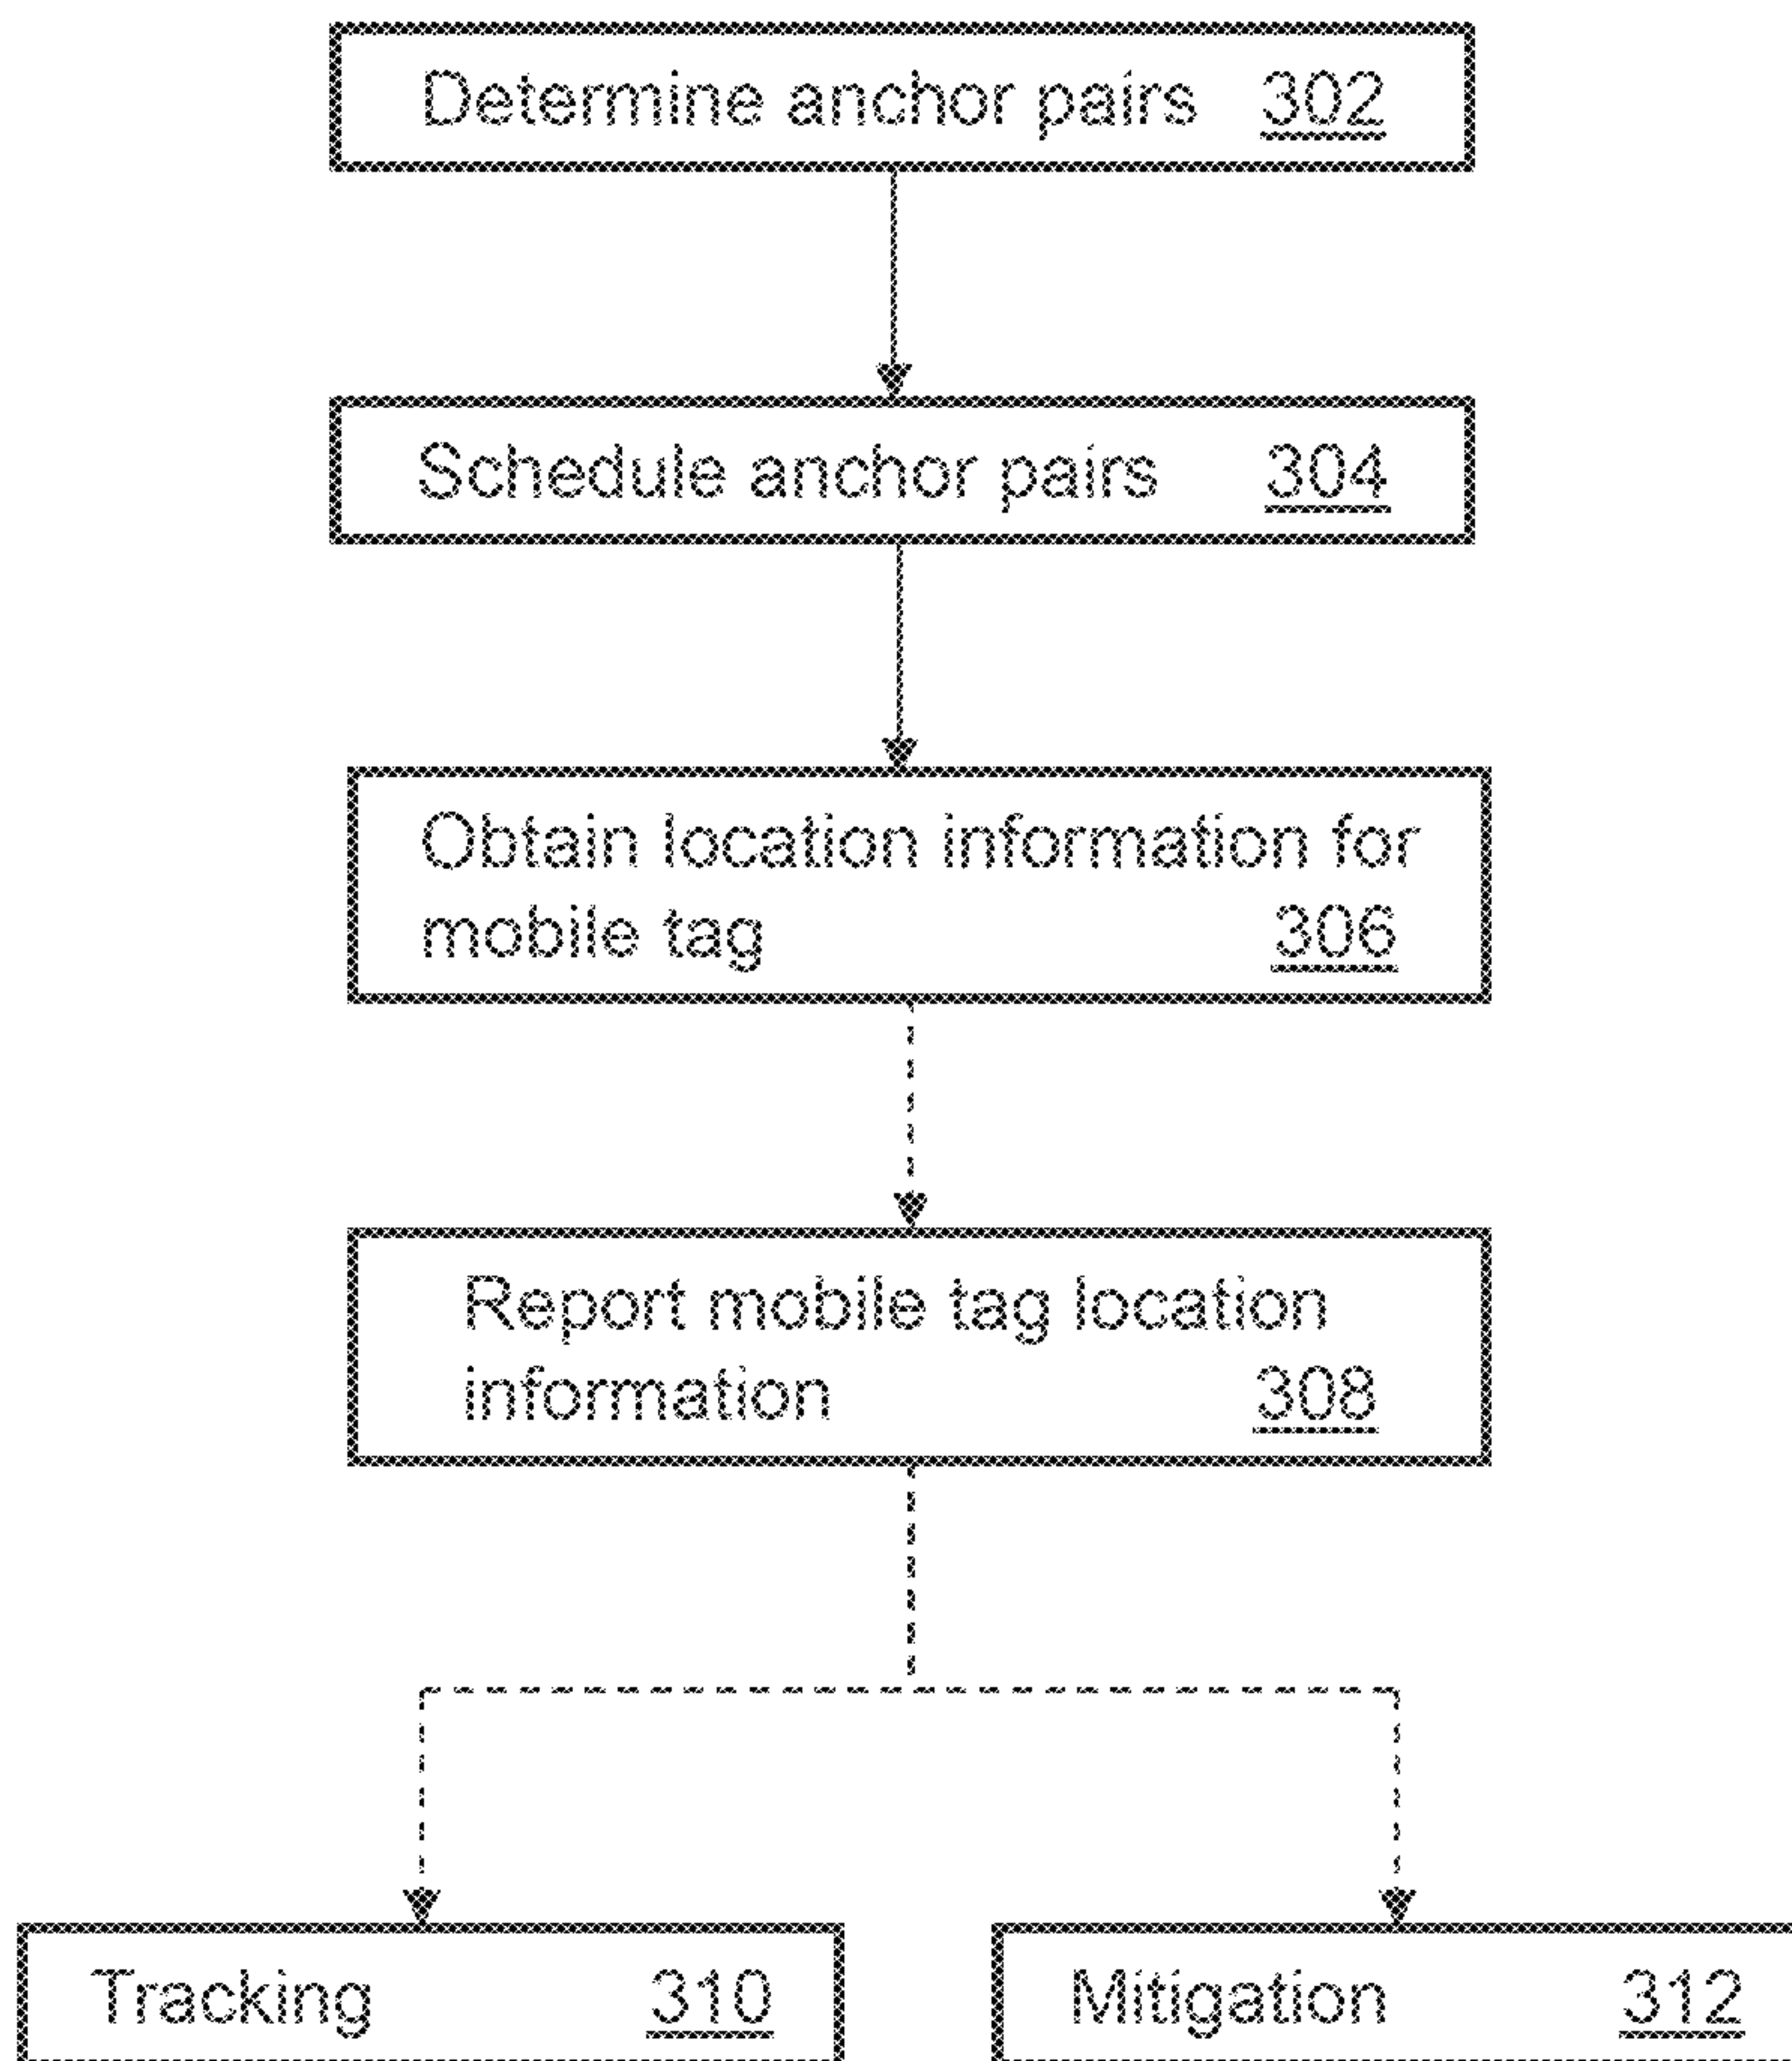 Determine anchor pairs 302
Schedule anchor pairs 304
Obtain location information for
mobile tag 306
Report mobile tag location
information 308
Tracking 310
Mitigation 312